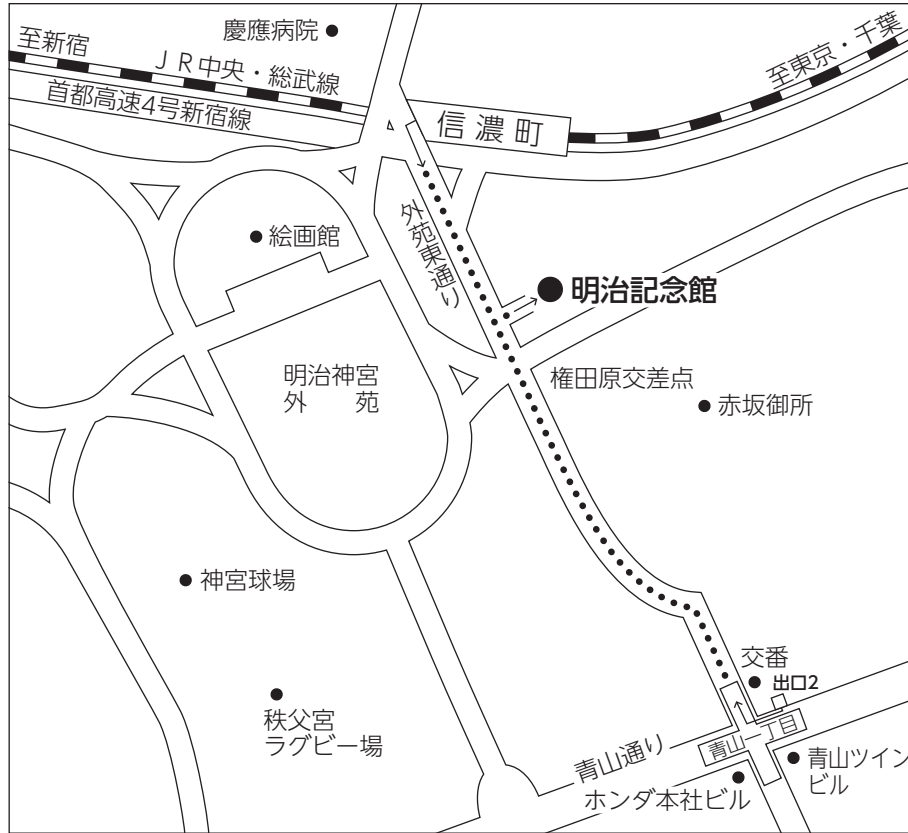 慶應病院
至新宿
JR中央・総武線
首都高速4号新宿線
至東京・千葉
信濃町
絵画館
外苑東通り
明治記念館
明治神宮
外　苑
権田原交差点
赤坂御所
神宮球場
秩父宮
ラグビー場
交番
出口2
青山一丁目
青山通り
ホンダ本社ビル
青山ツイン
ビル